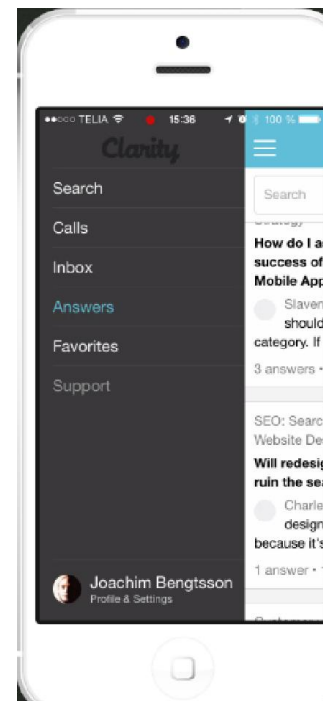 TELIA 15:36 100 %
Clarity
Search
Calls
Inbox
Answers
Favorites
Support
Joachim Bengtsson
Profile & Settings
Search
Strategy
How do I a
success of
Mobile App
Slaven
should
category. If
3 answers •
SEO: Searc
Website De
Will redesig
ruin the sea
Charle
design
because it's
1 answer •